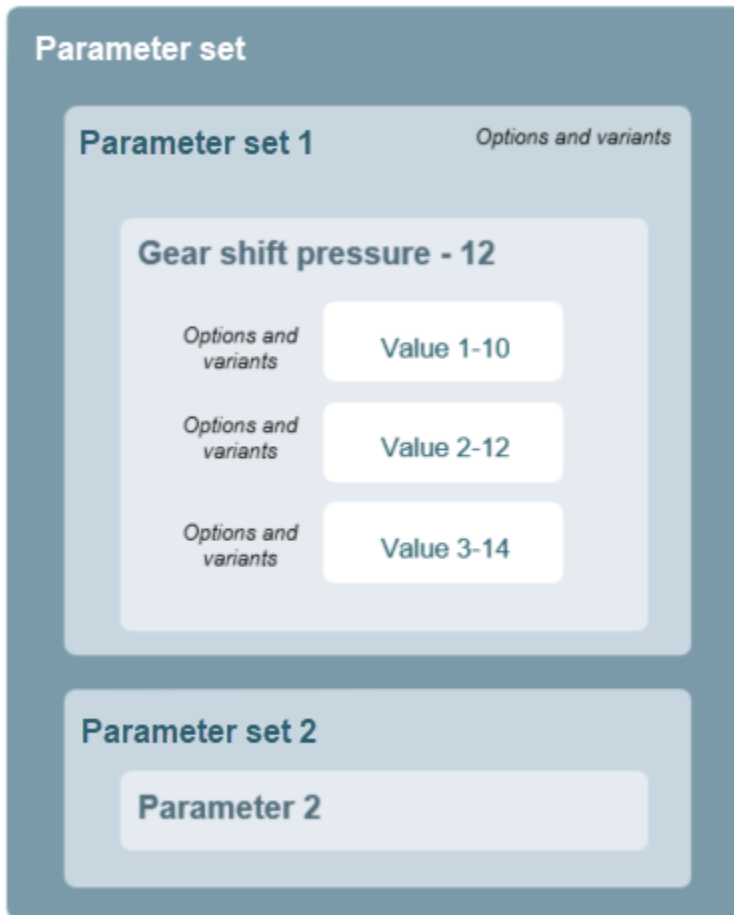 Parameter set
Parameter set 1
Options and variants
Gear shift pressure - 12
Options and
variants
Value 1-10
Options and
variants
Value 2-12
Options and
variants
Value 3-14
Parameter set 2
Parameter 2